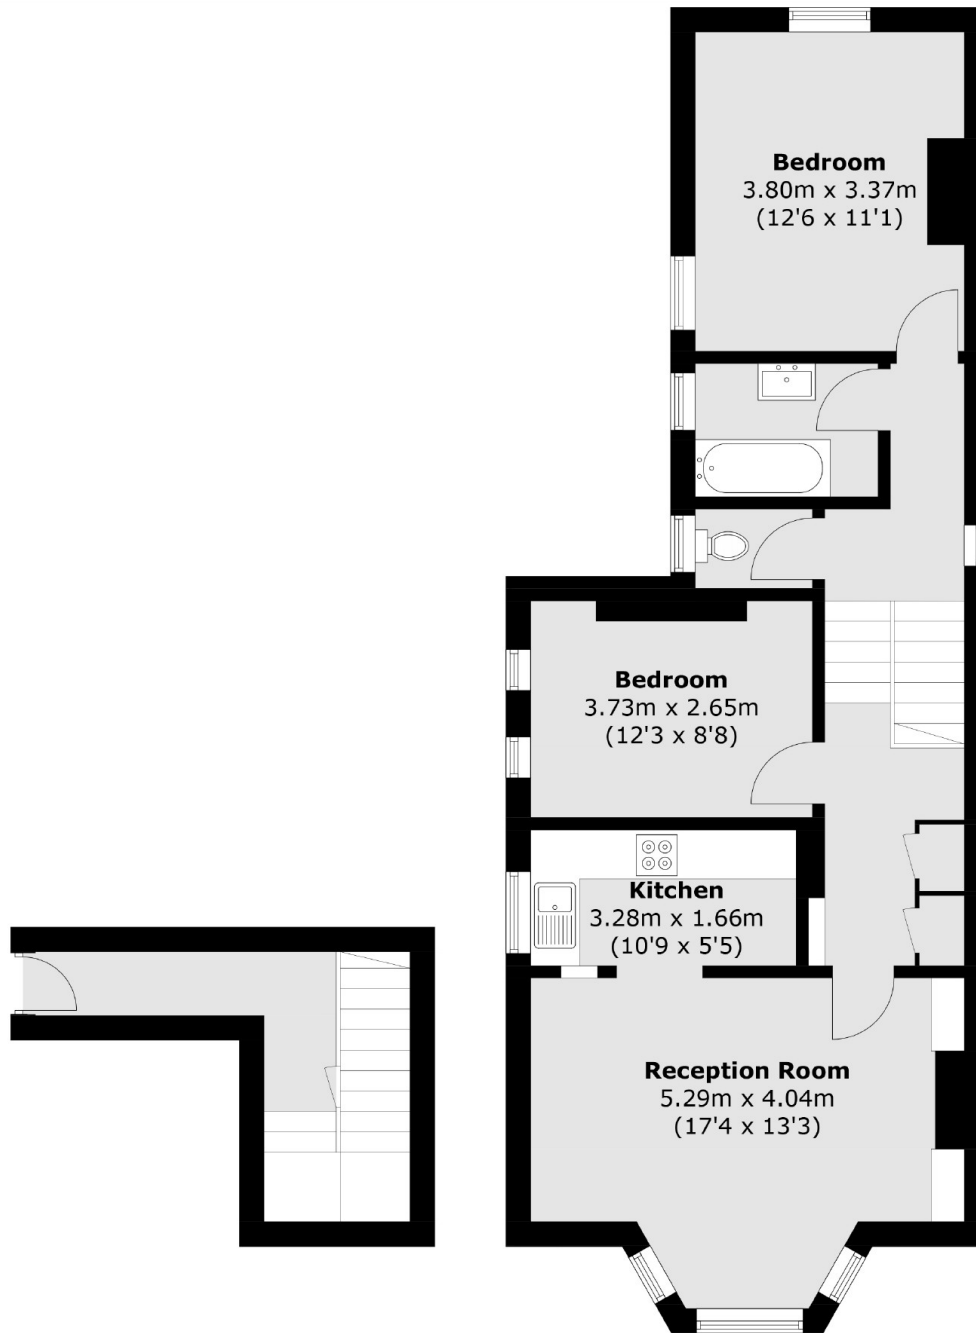 Bedroom
3.80m x 3.37m
(12'6 x 11'1)
Bedroom
3.73m x 2.65m
(12'3 x 8'8)
Kitchen
3.28m x 1.66m
(10'9 x 5'5)
Reception Room
5.29m x 4.04m
(17'4 x 13'3)